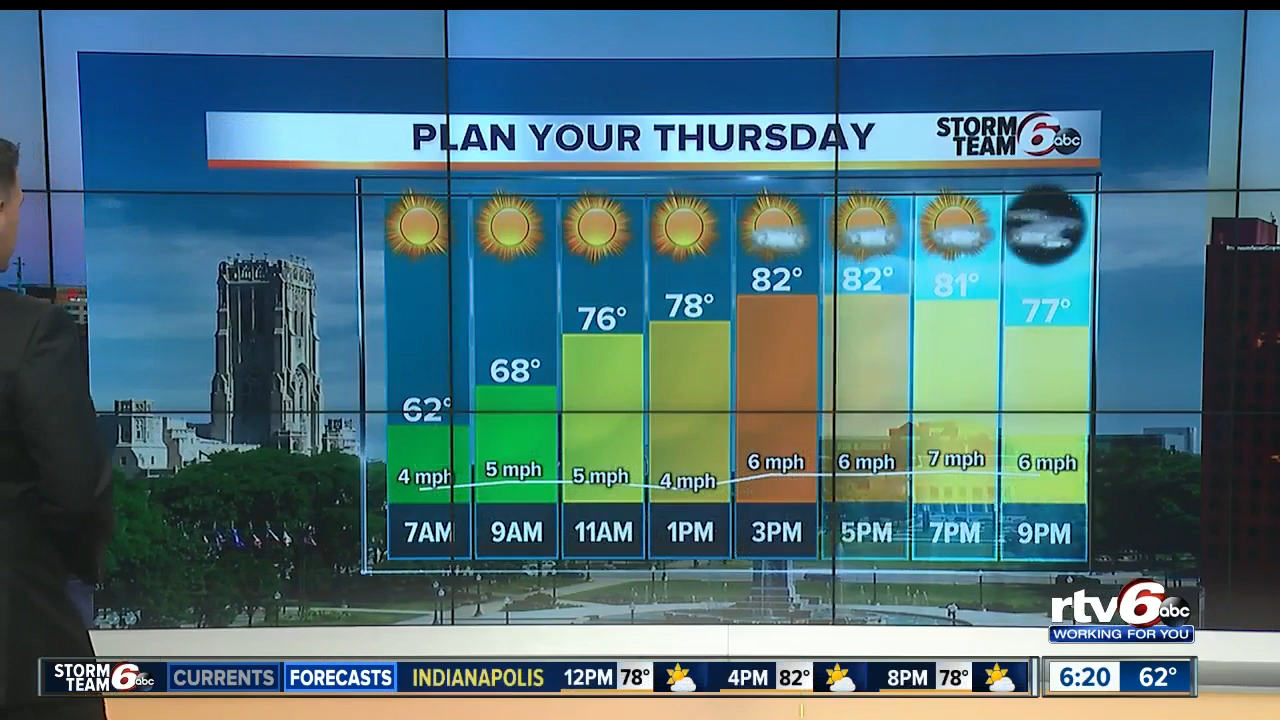 PLAN YOUR THURSDAY
STORM TEAM 6 abc
62° 68° 76° 78° 82° 82° 81° 77°
4 mph 5 mph 5 mph 4 mph 6 mph 6 mph 7 mph 6 mph
7AM 9AM 11AM 1PM 3PM 5PM 7PM 9PM
rtv6 abc
WORKING FOR YOU
STORM TEAM 6 abc CURRENTS FORECASTS INDIANAPOLIS 12PM 78° 4PM 82° 8PM 78° 6:20 62°